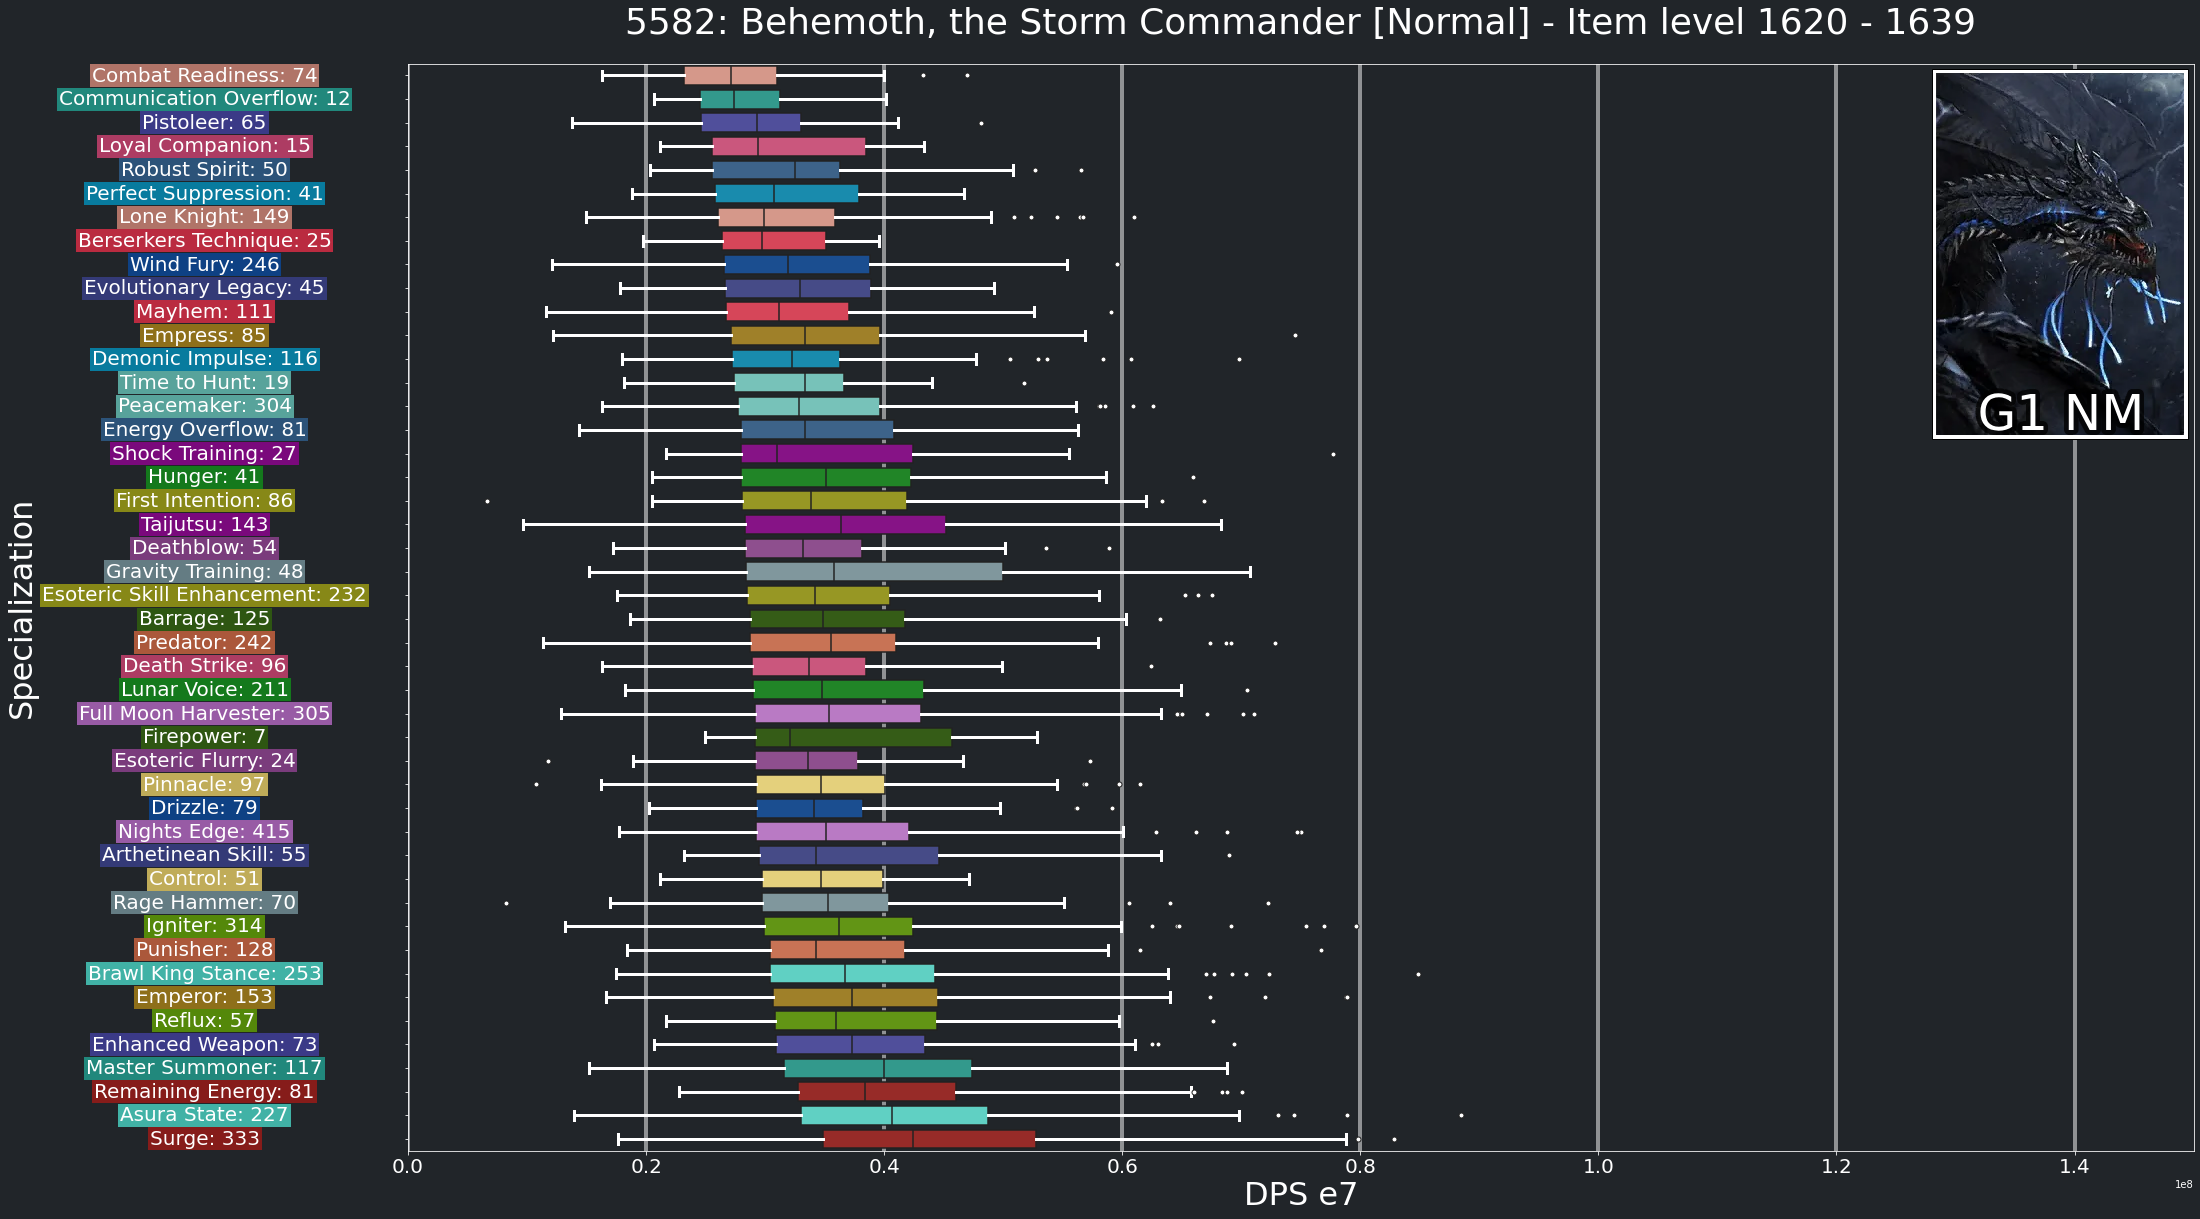 5582: Behemoth, the Storm Commander [Normal] - Item level 1620 - 1639
Combat Readiness: 74
Communication Overflow: 12
Pistoleer: 65
Loyal Companion: 15
Robust Spirit: 50
Perfect Suppression: 41
Lone Knight: 149
Berserkers Technique: 25
Wind Fury: 246
Evolutionary Legacy: 45
Mayhem: 111
Empress: 85
Demonic Impulse: 116
Time to Hunt: 19
Peacemaker: 304
Energy Overflow: 81
Shock Training: 27
Hunger: 41
First Intention: 86
Taijutsu: 143
Deathblow: 54
Gravity Training: 48
Esoteric Skill Enhancement: 232
Barrage: 125
Predator: 242
Death Strike: 96
Lunar Voice: 211
Full Moon Harvester: 305
Firepower: 7
Esoteric Flurry: 24
Pinnacle: 97
Drizzle: 79
Nights Edge: 415
Arthetinean Skill: 55
Control: 51
Rage Hammer: 70
Igniter: 314
Punisher: 128
Brawl King Stance: 253
Emperor: 153
Reflux: 57
Enhanced Weapon: 73
Master Summoner: 117
Remaining Energy: 81
Asura State: 227
Surge: 333
Specialization
G1 NM
0.0 0.2 0.4 0.6 0.8 1.0 1.2 1.4
1e8
DPS e7